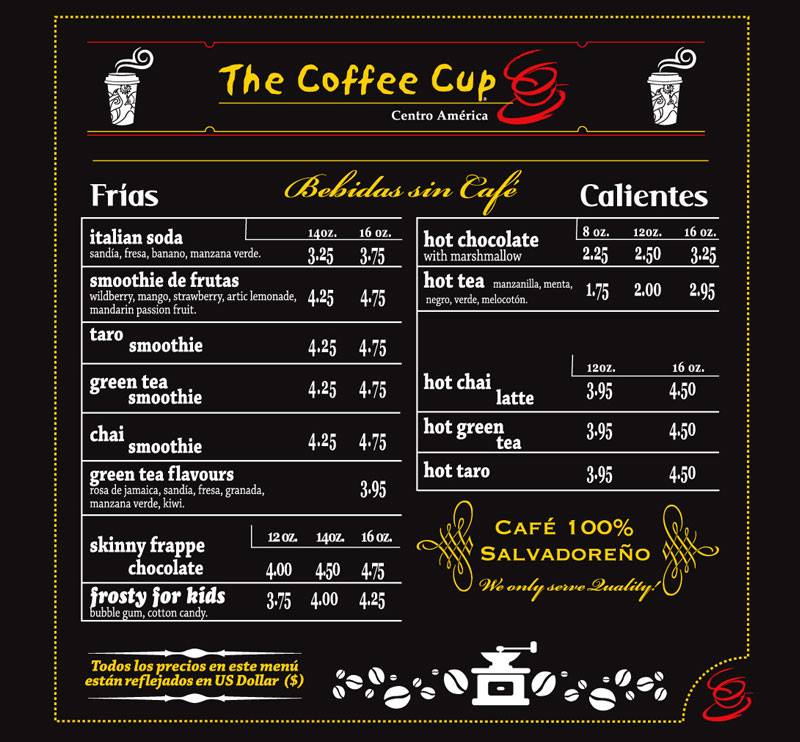 The Coffee Cup
Centro América
Bebidas sin Café
Frías
14oz. 16 oz.
italian soda
sandía, fresa, banano, manzana verde. 3.25 3.75
smoothie de frutas
wildberry, mango, strawberry, artic lemonade, 4.25 4.75
mandarin passion fruit.
taro
smoothie 4.25 4.75
green tea
smoothie 4.25 4.75
chai
smoothie 4.25 4.75
green tea flavours
rosa de jamaica, sandía, fresa, granada, 3.95
manzana verde, kiwi.
12 oz. 14oz. 16 oz.
skinny frappe
chocolate 4.00 4.50 4.75
frosty for kids 3.75 4.00 4.25
bubble gum, cotton candy.
Calientes
8 oz. 12oz. 16 oz.
hot chocolate
with marshmallow 2.25 2.50 3.25
hot tea manzanilla, menta, 1.75 2.00 2.95
negro, verde, melocotón.
12oz. 16 oz.
hot chai
latte 3.95 4.50
hot green
tea 3.95 4.50
hot taro 3.95 4.50
Café 100%
Salvadoreño
We only serve Quality!
Todos los precios en este menú
están reflejados en US Dollar ($)